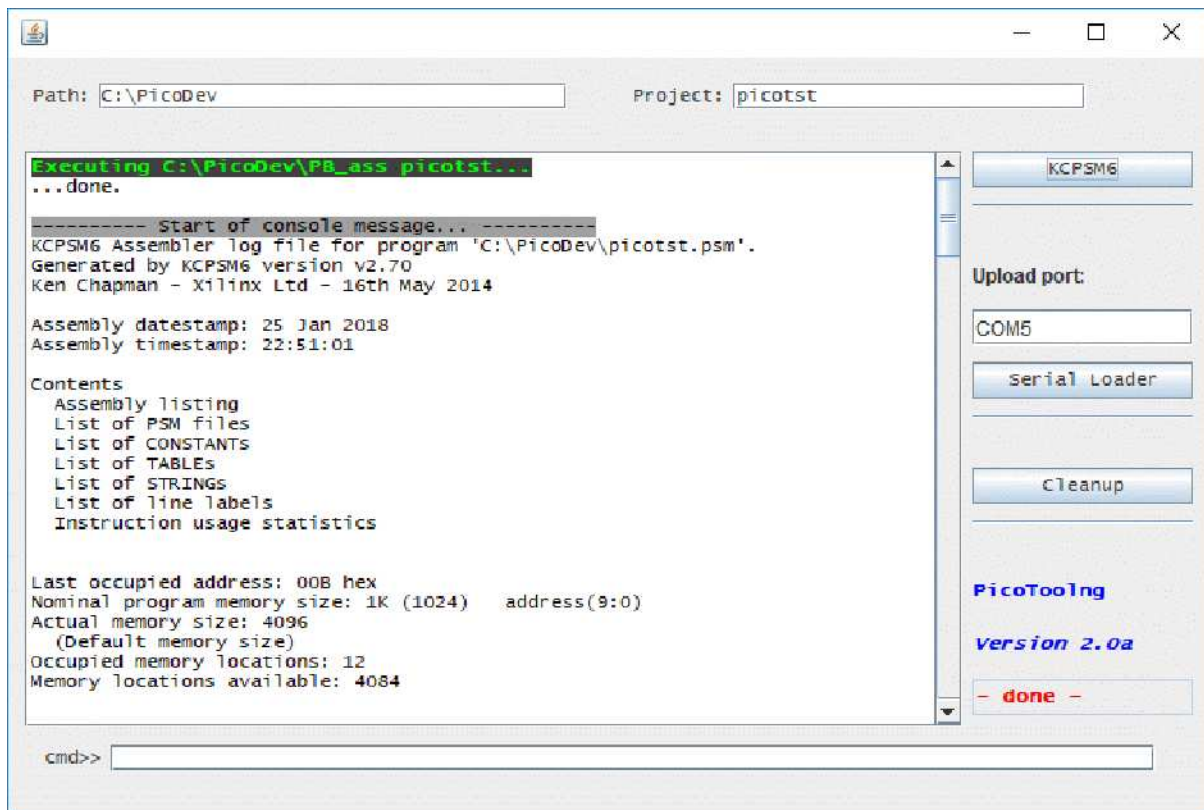 Path: C:\PicoDev Project: picotst
Executing C:\PicoDev\PB_ass picotst...
...done.
---------- Start of console message... ----------
KCPSM6 Assembler log file for program 'C:\PicoDev\picotst.psm'.
Generated by KCPSM6 version v2.70
Ken Chapman - Xilinx Ltd - 16th May 2014
Assembly datestamp: 25 Jan 2018
Assembly timestamp: 22:51:01
Contents
Assembly listing
List of PSM files
List of CONSTANTs
List of TABLEs
List of STRINGs
List of line labels
Instruction usage statistics
Last occupied address: 00B hex
Nominal program memory size: 1K (1024) address(9:0)
Actual memory size: 4096
(Default memory size)
Occupied memory locations: 12
Memory locations available: 4084
KCPSM6
Upload port:
COM5
Serial Loader
Cleanup
PicoToolng
Version 2.0a
- done -
cmd>>